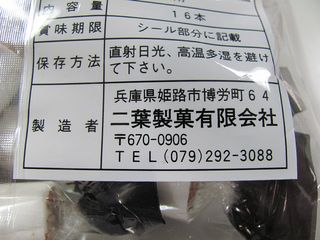 内容量 16本
賞味期限 シール部分に記載
保存方法 直射日光、高温多湿を避け
て下さい。
製造者 兵庫県姫路市博労町64
二葉製菓有限会社
〒670-0906
TEL(079)292-3088